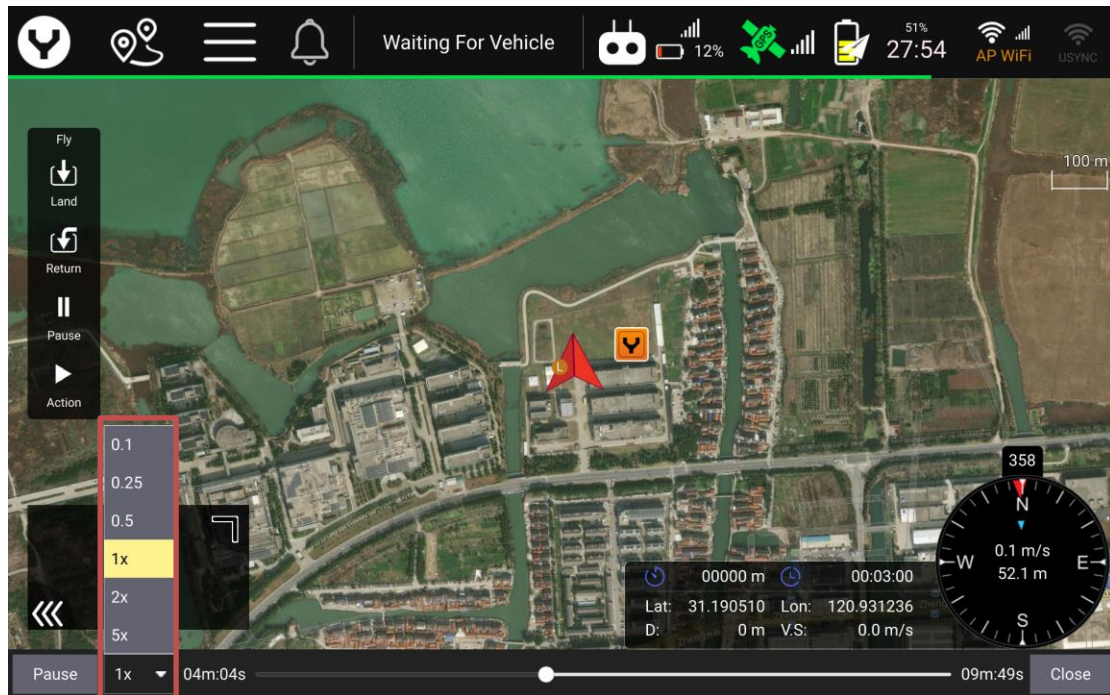 Waiting For Vehicle
12%
GPS
51%
27:54
AP WiFi
USYNC
Fly
Land
Return
Pause
Action
100 m
L
0.1
0.25
0.5
1x
2x
5x
358
N
W
E
S
0.1 m/s
52.1 m
00000 m 00:03:00
Lat: 31.190510 Lon: 120.931236
D: 0 m V.S: 0.0 m/s
Pause
1x
04m:04s
09m:49s
Close